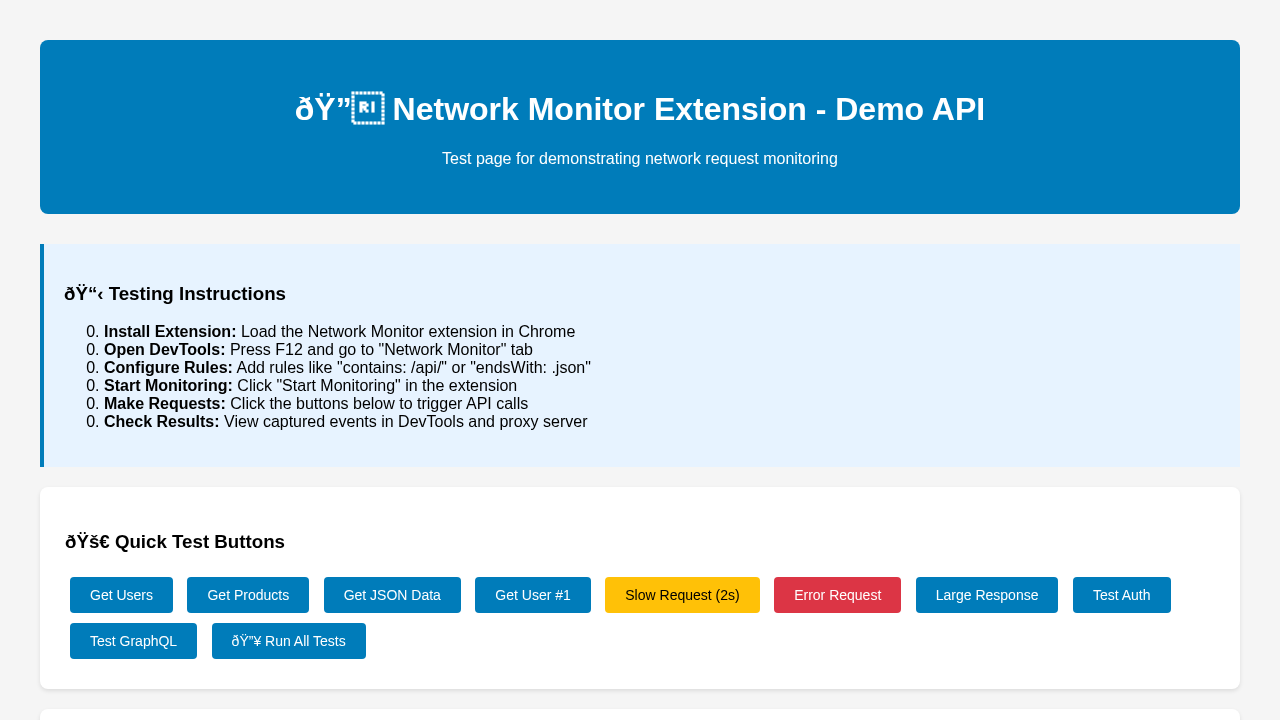 🔍 Network Monitor Extension - Demo API
Test page for demonstrating network request monitoring
ðŸ“‹ Testing Instructions
0. Install Extension: Load the Network Monitor extension in Chrome
0. Open DevTools: Press F12 and go to "Network Monitor" tab
0. Configure Rules: Add rules like "contains: /api/" or "endsWith: .json"
0. Start Monitoring: Click "Start Monitoring" in the extension
0. Make Requests: Click the buttons below to trigger API calls
0. Check Results: View captured events in DevTools and proxy server
ðŸš€ Quick Test Buttons
Get Users Get Products Get JSON Data Get User #1 Slow Request (2s) Error Request Large Response Test Auth
Test GraphQL ðŸ”¥ Run All Tests